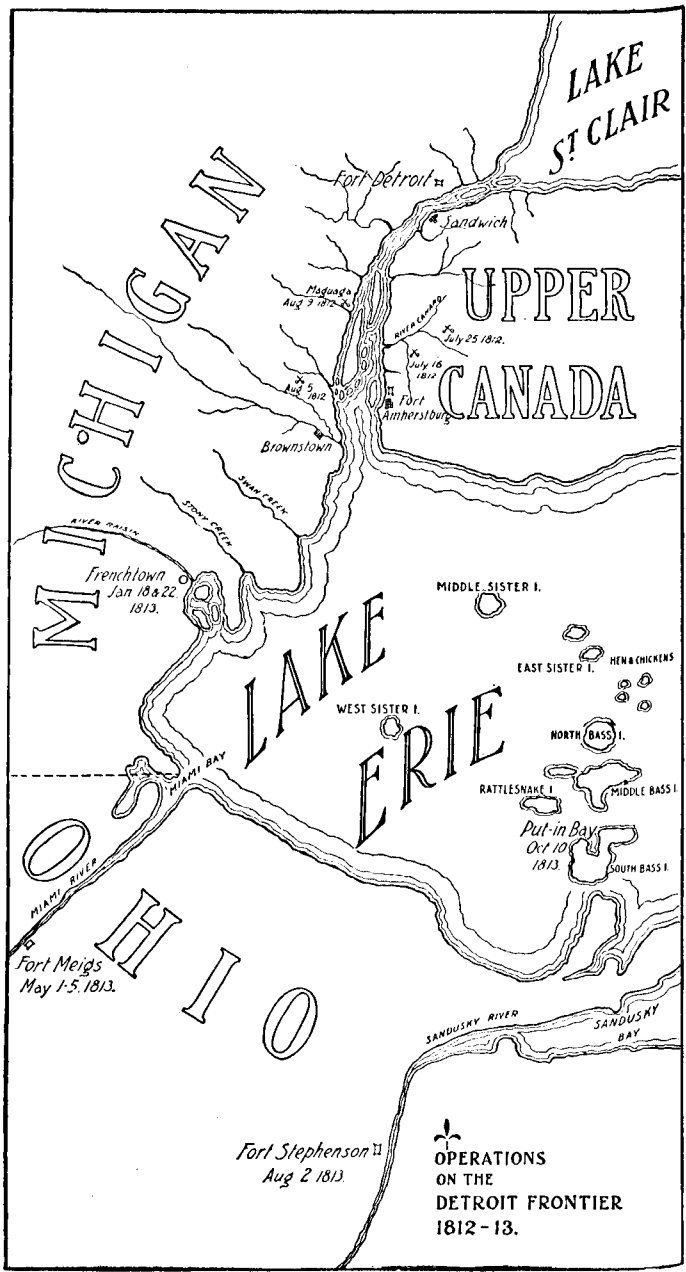 LAKE
ST CLAIR
MICHIGAN
Fort Detroit
Sandwich
UPPER
CANADA
Maguaga
Aug 9 1812
RIVER CANARD
July 25 1812.
July 16
1812
Aug 5
1812
Fort
Amherstburg
Brownstown
SWAN CREEK
STONY CREEK
RIVER RAISIN
Frenchtown
Jan 18 & 22
1813.
MIDDLE SISTER I.
EAST SISTER I.
HEN & CHICKENS
LAKE
ERIE
WEST SISTER I.
NORTH BASS I.
MIAMI BAY
RATTLESNAKE I
MIDDLE BASS I.
Put-in Bay
Oct 10
1813.
SOUTH BASS I.
OHIO
MIAMI RIVER
Fort Meigs
May 1-5. 1813.
SANDUSKY RIVER
SANDUSKY
BAY
Fort Stephenson
Aug 2 1813.
OPERATIONS
ON THE
DETROIT FRONTIER
1812-13.